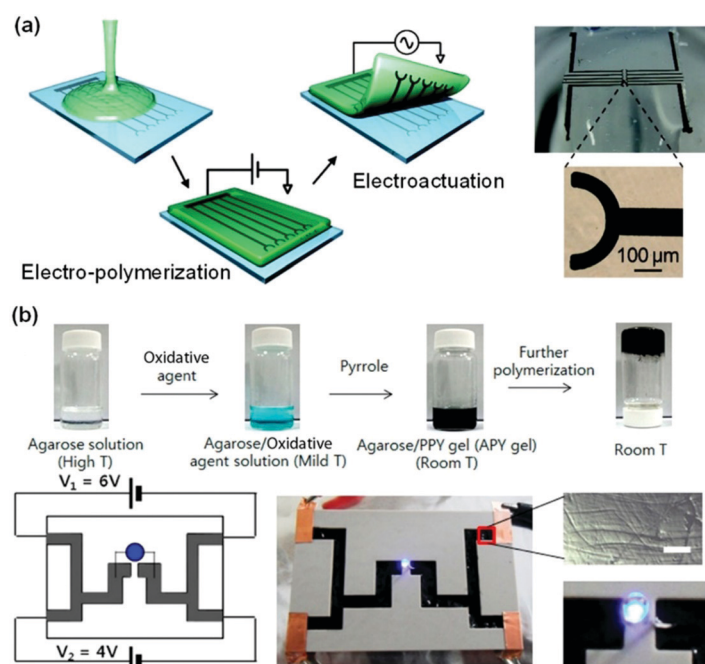 (a)
Electroactuation
Electro-polymerization
100 μm
(b)
Oxidative
agent
Pyrrole
Further
polymerization
Agarose solution
(High T)
Agarose/Oxidative
agent solution (Mild T)
Agarose/PPY gel (APY gel)
(Room T)
Room T
V₁ = 6V
V₂ = 4V